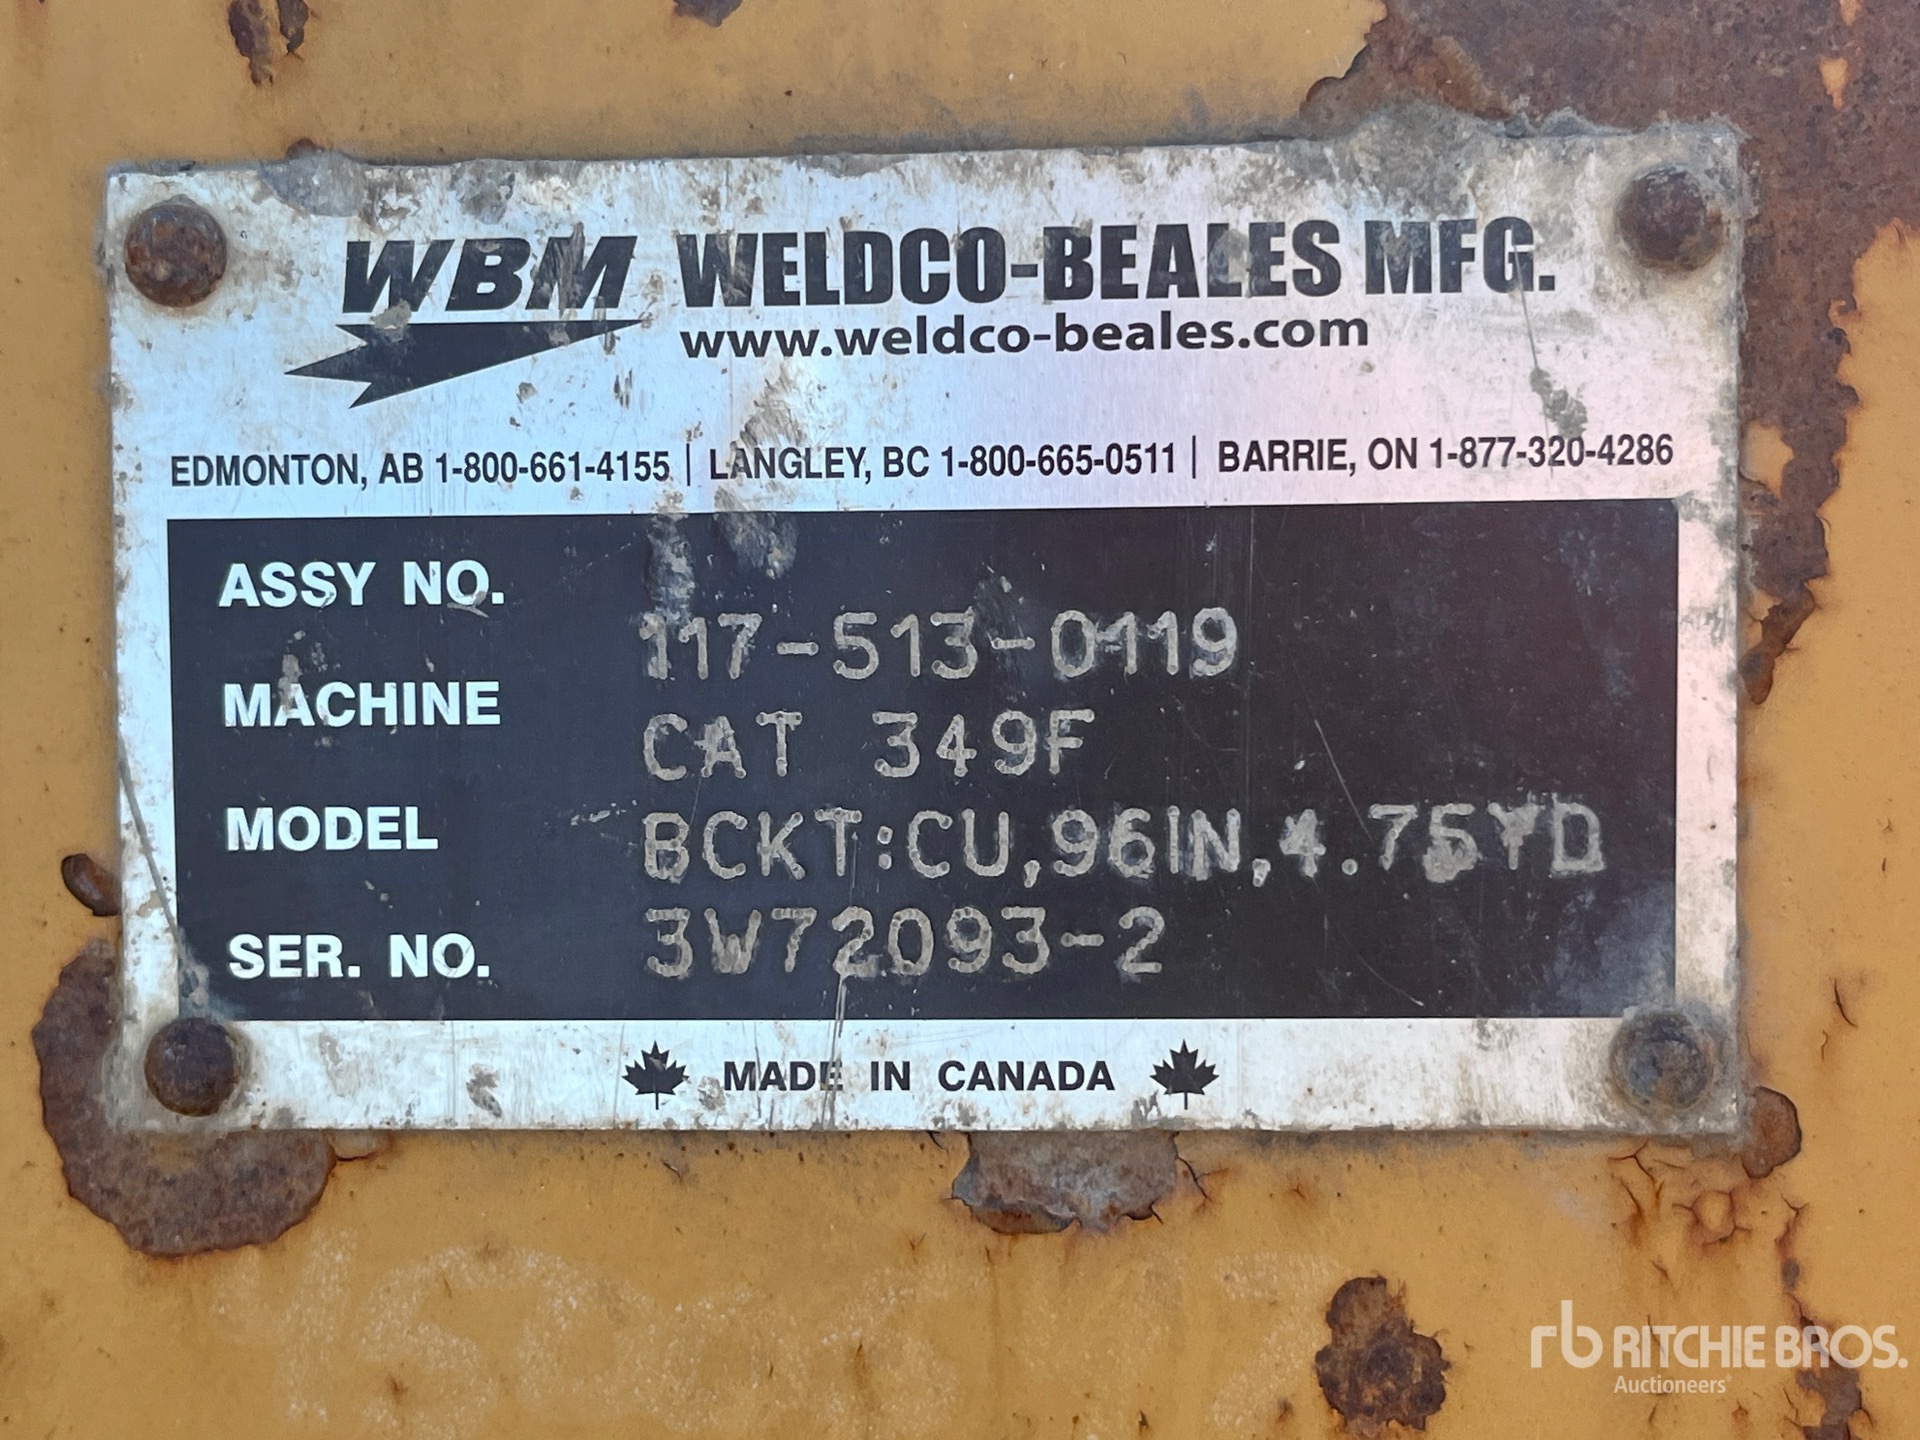 WBM WELDCO-BEALES MFG.
www.weldco-beales.com
EDMONTON, AB 1-800-661-4155 | LANGLEY, BC 1-800-665-0511 | BARRIE, ON 1-877-320-4286
ASSY NO. 117-513-0119
MACHINE CAT 349F
MODEL BCKT:CU,96IN,4.75YD
SER. NO. 3W72093-2
MADE IN CANADA
rb RITCHIE BROS.
Auctioneers